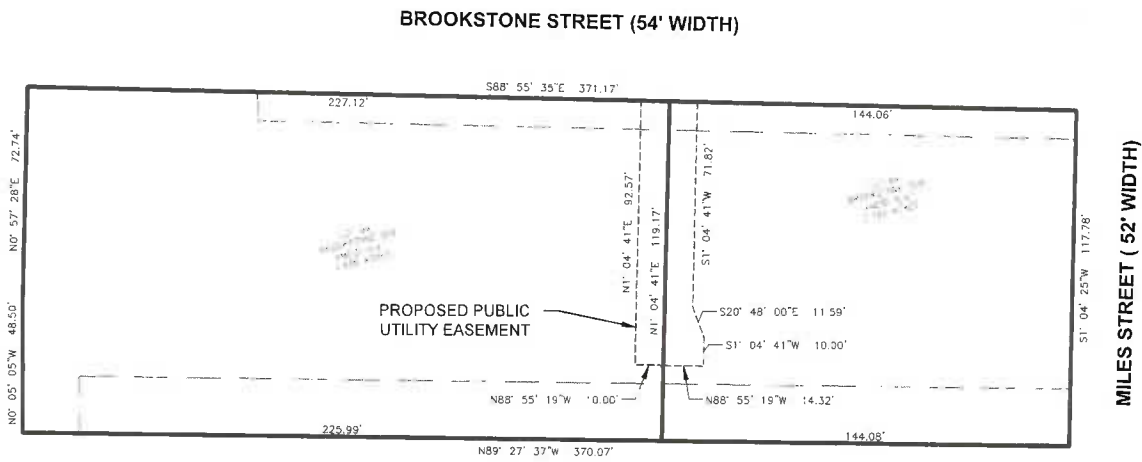 BROOKSTONE STREET (54' WIDTH)
S88° 55' 35"E 371.17'
227.12'
144.06'
N0° 57' 28"E 72.74'
N1° 04' 41"E 92.57'
N1° 04' 41"E 119.17'
S1° 04' 41"W 71.82'
S1° 04' 25"W 117.78'
MILES STREET ( 52' WIDTH)
PROPOSED PUBLIC
UTILITY EASEMENT
S20° 48' 00"E 11.59'
S1° 04' 41"W 10.00'
N0° 05' 05"W 48.50'
N88° 55' 19"W 10.00'
N88° 55' 19"W 14.32'
225.99'
144.08'
N89° 27' 37"W 370.07'